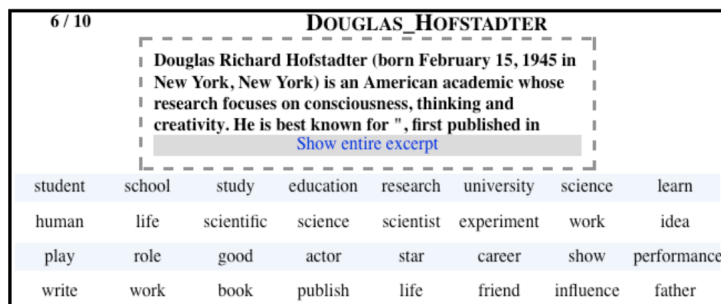 6 / 10 DOUGLAS_HOFSTADTER
Douglas Richard Hofstadter (born February 15, 1945 in
New York, New York) is an American academic whose
research focuses on consciousness, thinking and
creativity. He is best known for ", first published in
Show entire excerpt
student school study education research university science learn
human life scientific science scientist experiment work idea
play role good actor star career show performance
write work book publish life friend influence father